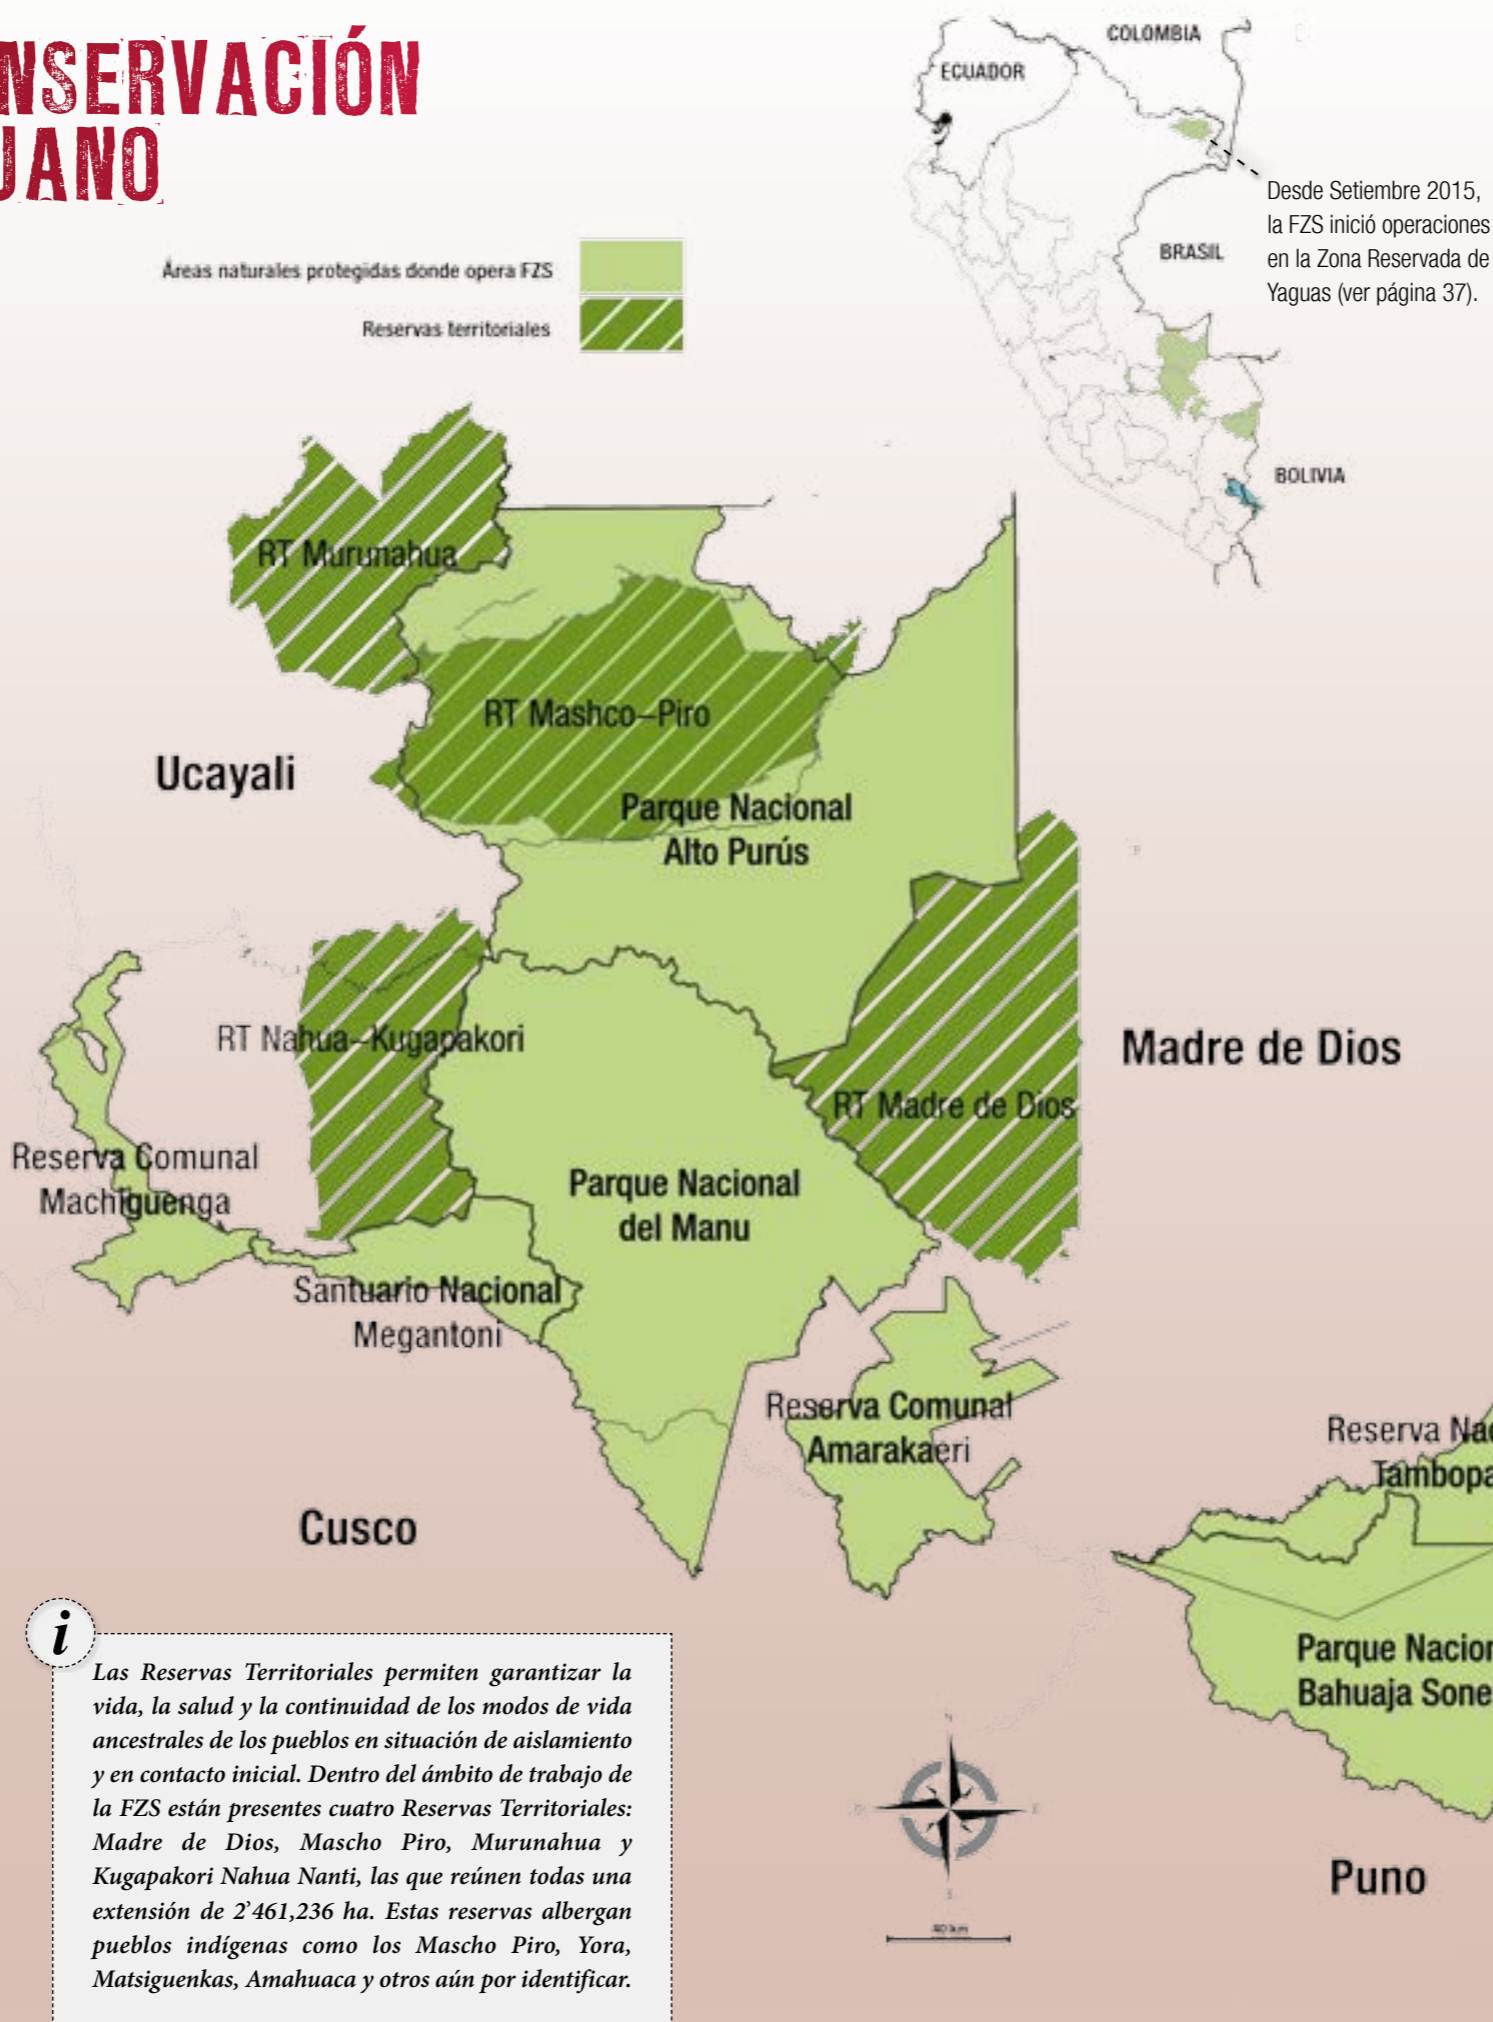 NSERVACIÓN
UANO
COLOMBIA
ECUADOR
Desde Setiembre 2015,
la FZS inició operaciones
en la Zona Reservada de
Yaguas (ver página 37).
BRASIL
BOLIVIA
Áreas naturales protegidas donde opera FZS
Reservas territoriales
RT Murunahua
RT Mashco-Piro
Ucayali
Parque Nacional
Alto Purús
RT Nahua-Kugapakori
Madre de Dios
RT Madre de Dios
Reserva Comunal
Machiguenga
Parque Nacional
del Manu
Santuario Nacional
Megantoni
Reserva Comunal
Amarakaeri
Reserva Nac
Tambopa
Cusco
Parque Nacion
Bahuaja Sone
Puno
i
Las Reservas Territoriales permiten garantizar la
vida, la salud y la continuidad de los modos de vida
ancestrales de los pueblos en situación de aislamiento
y en contacto inicial. Dentro del ámbito de trabajo de
la FZS están presentes cuatro Reservas Territoriales:
Madre de Dios, Mascho Piro, Murunahua y
Kugapakori Nahua Nanti, las que reúnen todas una
extensión de 2’461,236 ha. Estas reservas albergan
pueblos indígenas como los Mascho Piro, Yora,
Matsiguenkas, Amahuaca y otros aún por identificar.